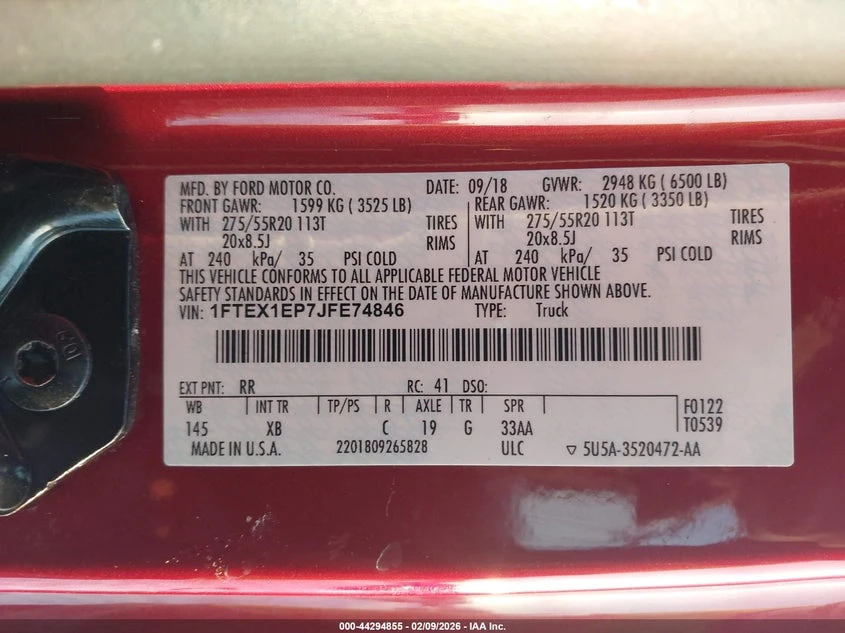 MFD. BY FORD MOTOR CO. DATE: 09/18 GVWR: 2948 KG ( 6500 LB)
FRONT GAWR: 1599 KG ( 3525 LB) REAR GAWR: 1520 KG ( 3350 LB)
WITH 275/55R20 113T TIRES WITH 275/55R20 113T TIRES
20x8.5J RIMS 20x8.5J RIMS
AT 240 kPa/ 35 PSI COLD AT 240 kPa/ 35 PSI COLD
THIS VEHICLE CONFORMS TO ALL APPLICABLE FEDERAL MOTOR VEHICLE
SAFETY STANDARDS IN EFFECT ON THE DATE OF MANUFACTURE SHOWN ABOVE.
VIN: 1FTEX1EP7JFE74846 TYPE: Truck
EXT PNT: RR RC: 41 DSO:
WB INT TR TP/PS R AXLE TR SPR F0122
145 XB C 19 G 33AA T0539
MADE IN U.S.A. 2201809265828 ULC ▽ 5U5A-3520472-AA
000-44294855 - 02/09/2026 - IAA Inc.